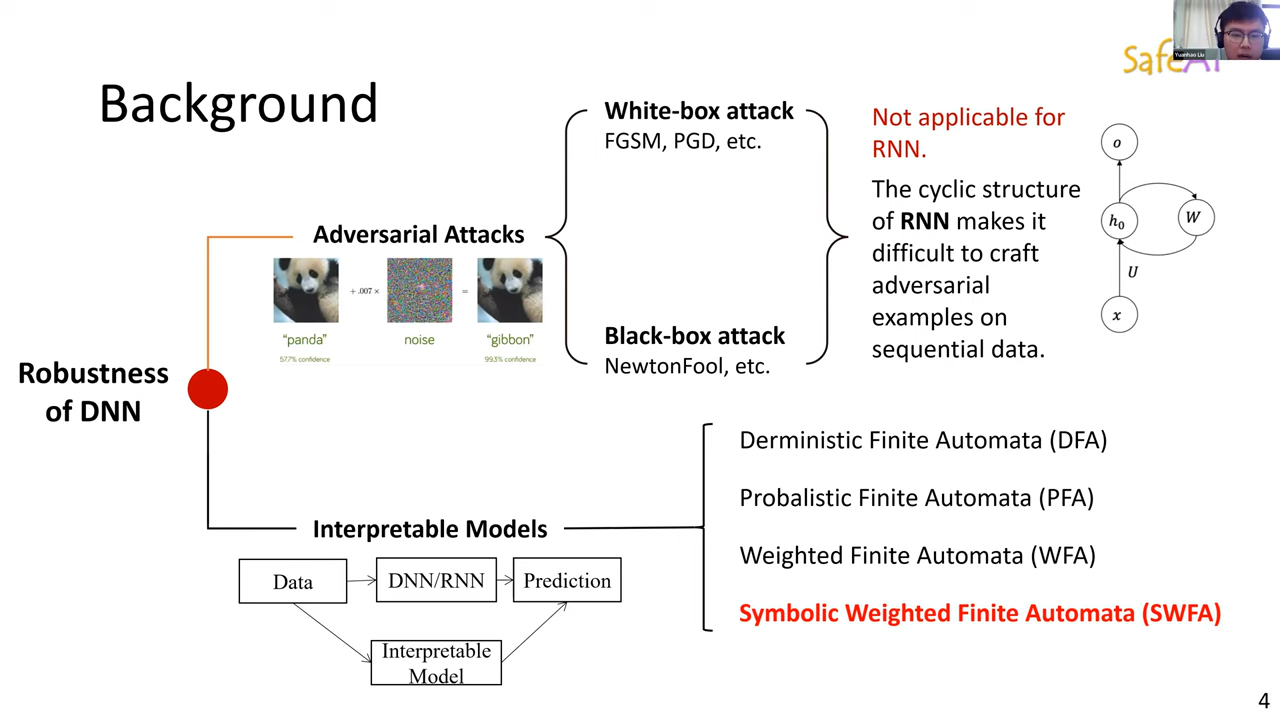 Yuanhao Liu
SafeAI
Background
White-box attack
FGSM, PGD, etc.
Not applicable for
RNN.
The cyclic structure
of RNN makes it
difficult to craft
adversarial
examples on
sequential data.
o
h₀
W
U
x
Adversarial Attacks
+ .007 ×
=
"panda"
noise
"gibbon"
57.7% confidence
99.3% confidence
Black-box attack
NewtonFool, etc.
Robustness
of DNN
Interpretable Models
Data
DNN/RNN
Prediction
Interpretable
Model
Derministic Finite Automata (DFA)
Probalistic Finite Automata (PFA)
Weighted Finite Automata (WFA)
Symbolic Weighted Finite Automata (SWFA)
4